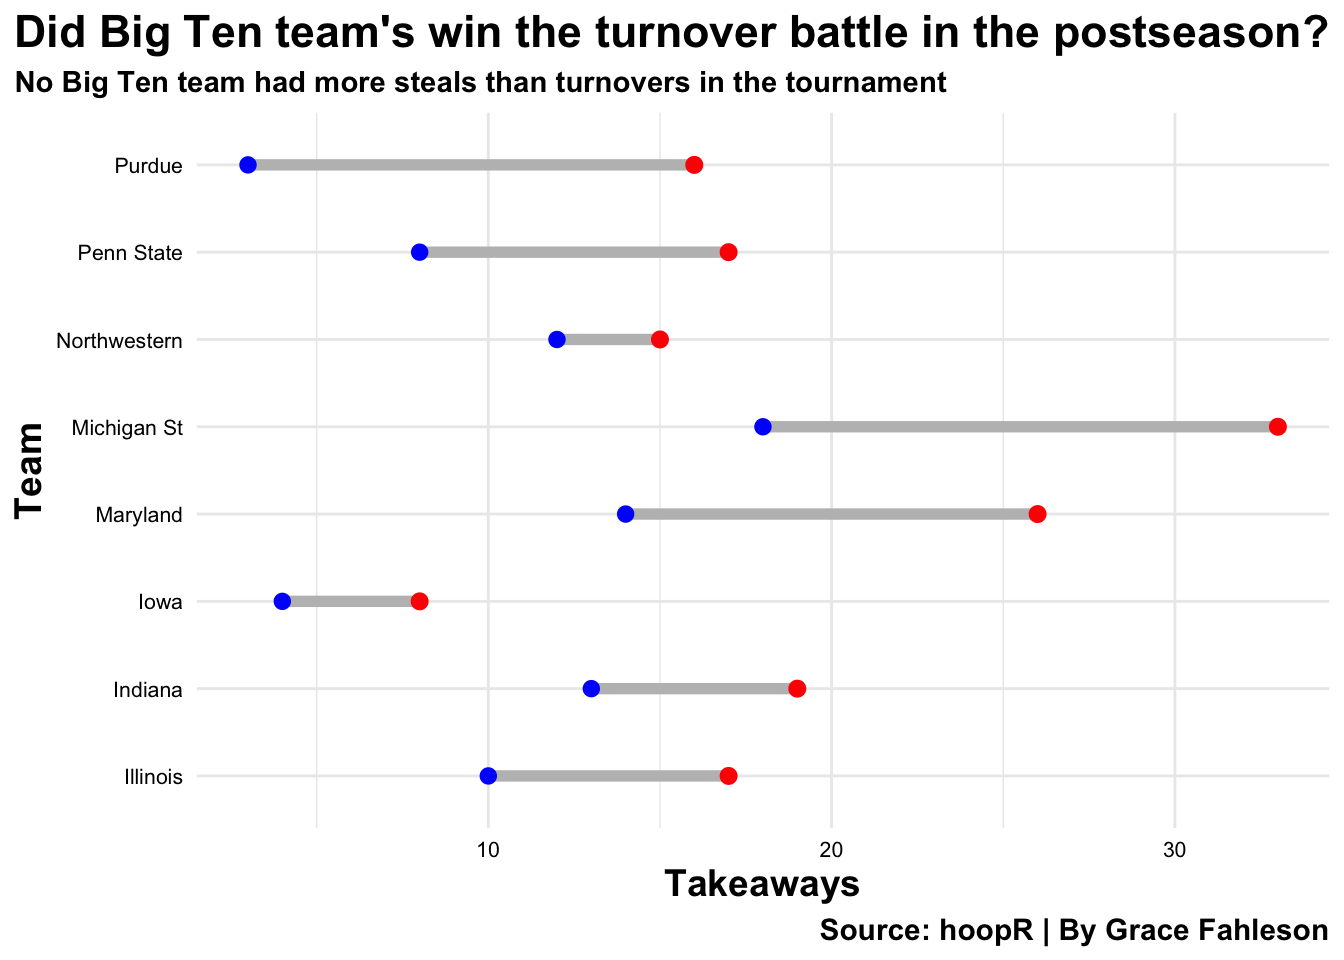 Did Big Ten team's win the turnover battle in the postseason?
No Big Ten team had more steals than turnovers in the tournament
Purdue
Penn State
Northwestern
Michigan St
Maryland
Iowa
Indiana
Illinois
Team
10 20 30
Takeaways
Source: hoopR | By Grace Fahleson